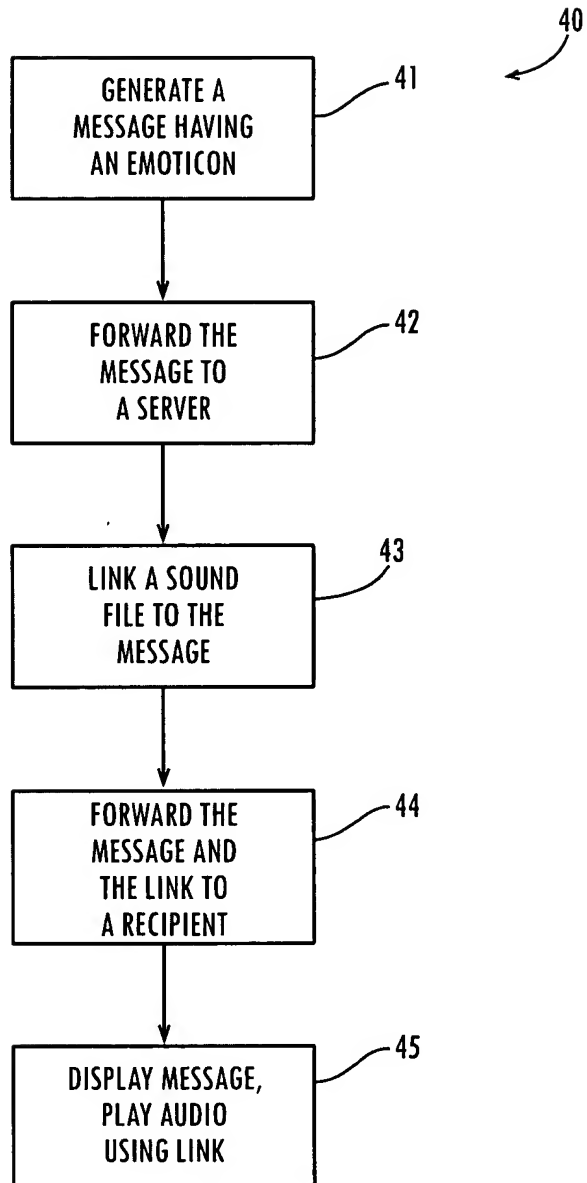 40
GENERATE A
MESSAGE HAVING
AN EMOTICON
41
FORWARD THE
MESSAGE TO
A SERVER
42
LINK A SOUND
FILE TO THE
MESSAGE
43
FORWARD THE
MESSAGE AND
THE LINK TO
A RECIPIENT
44
DISPLAY MESSAGE,
PLAY AUDIO
USING LINK
45